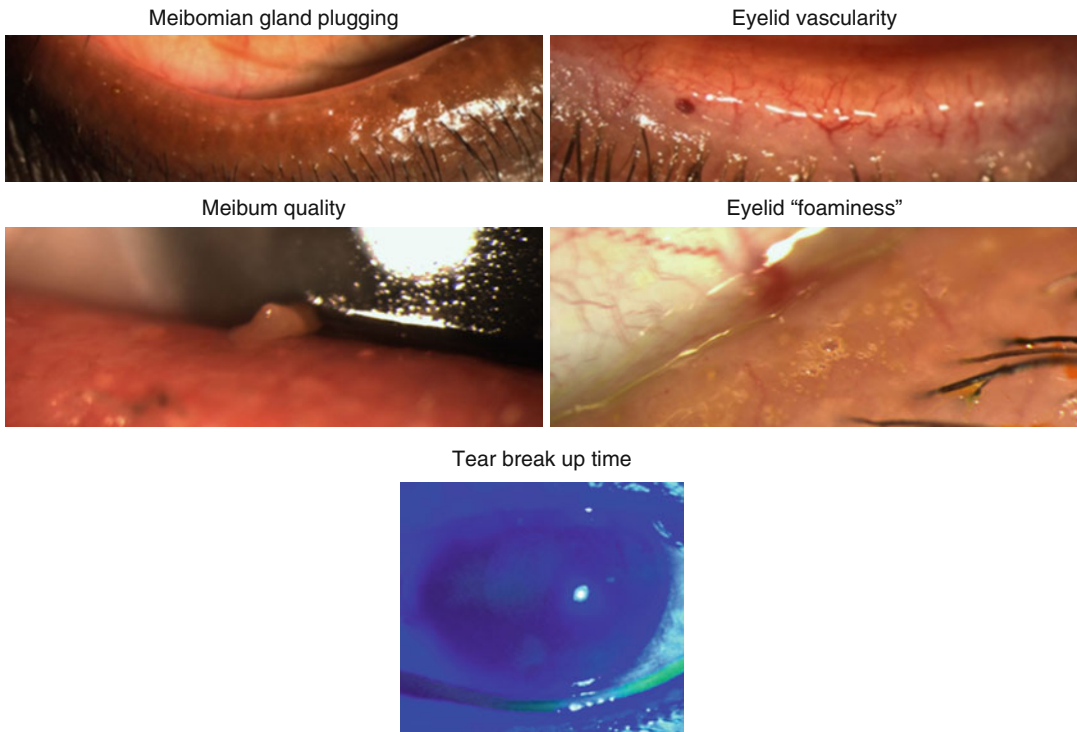 Meibomian gland plugging
Eyelid vascularity
Meibum quality
Eyelid “foaminess”
Tear break up time